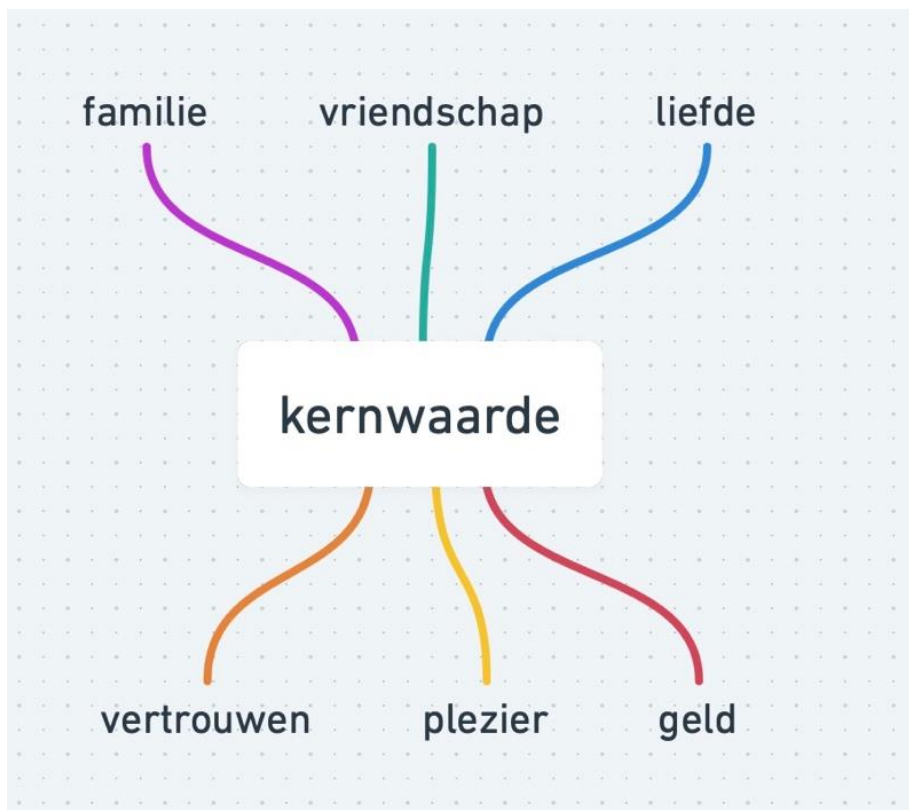 familie
vriendschap
liefde
kernwaarde
vertrouwen
plezier
geld